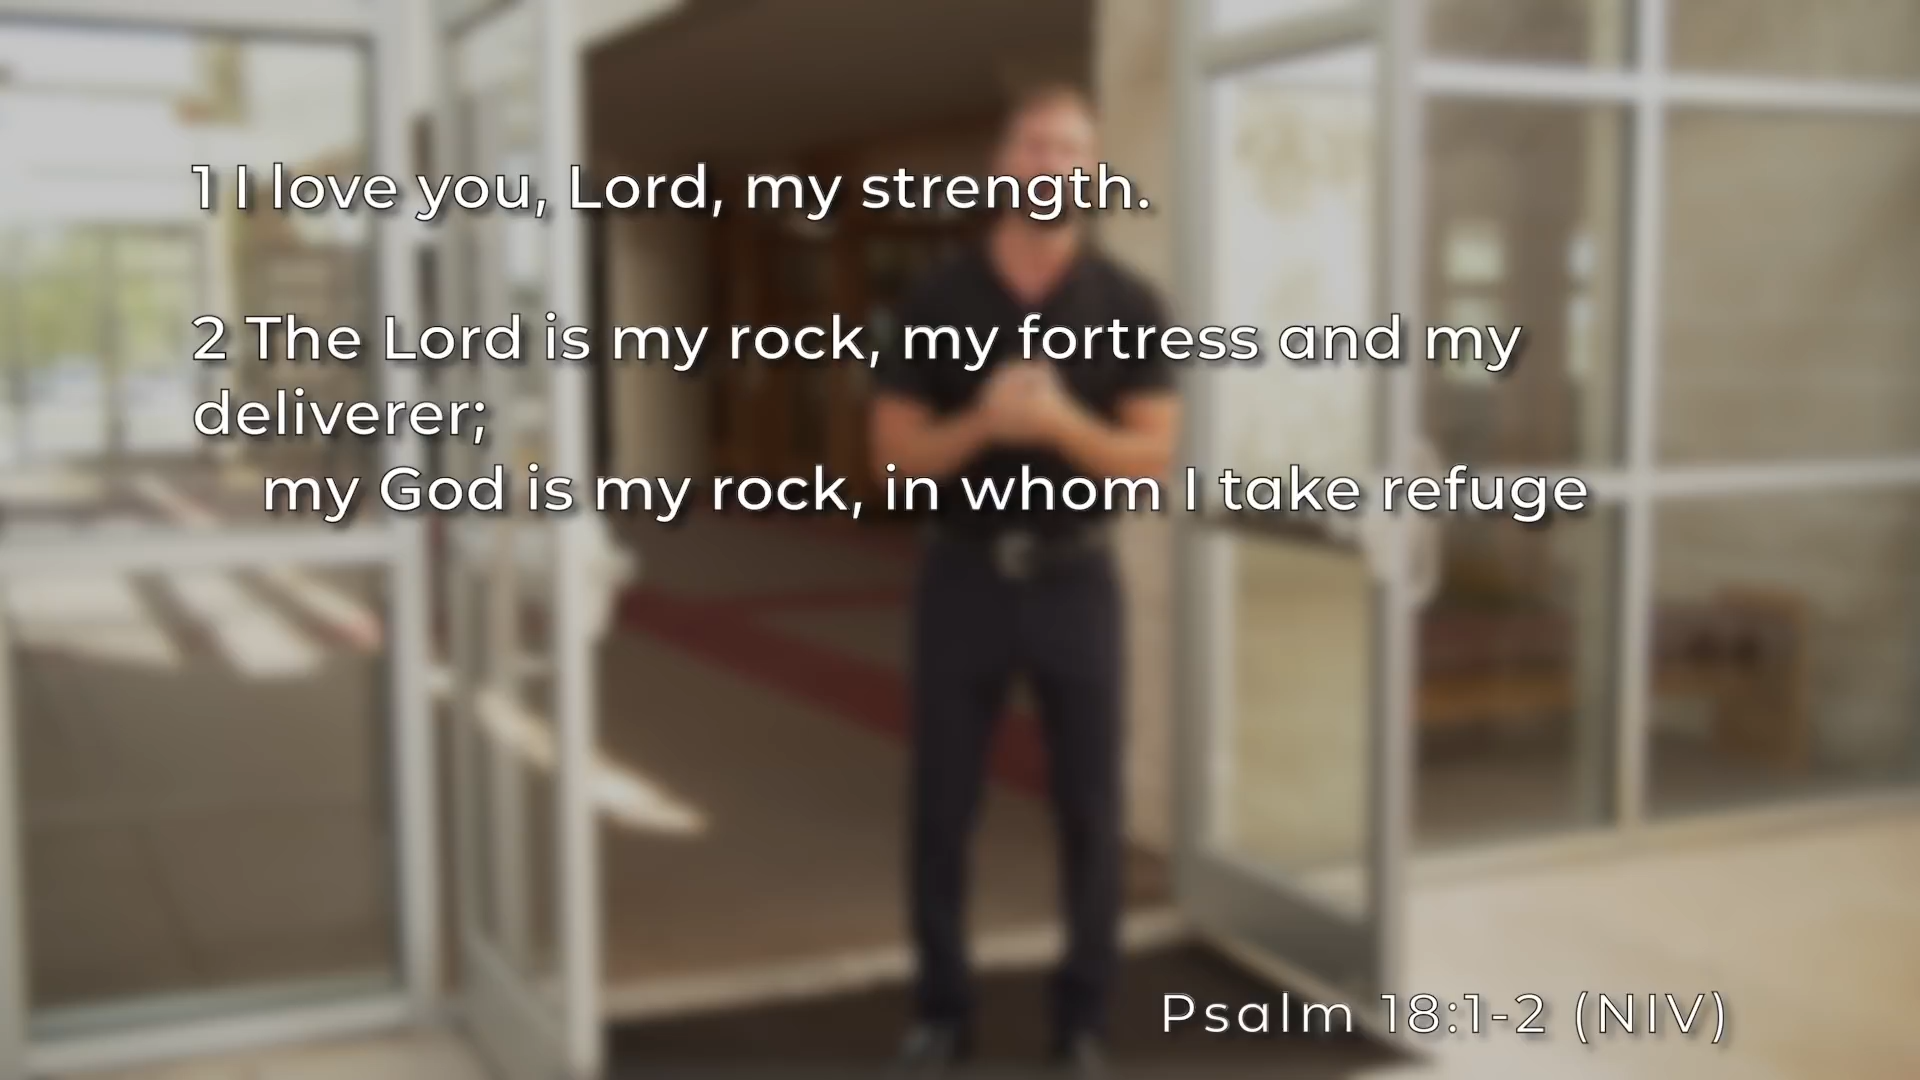 1 I love you, Lord, my strength.
2 The Lord is my rock, my fortress and my
deliverer;
my God is my rock, in whom I take refuge
Psalm 18:1-2 (NIV)